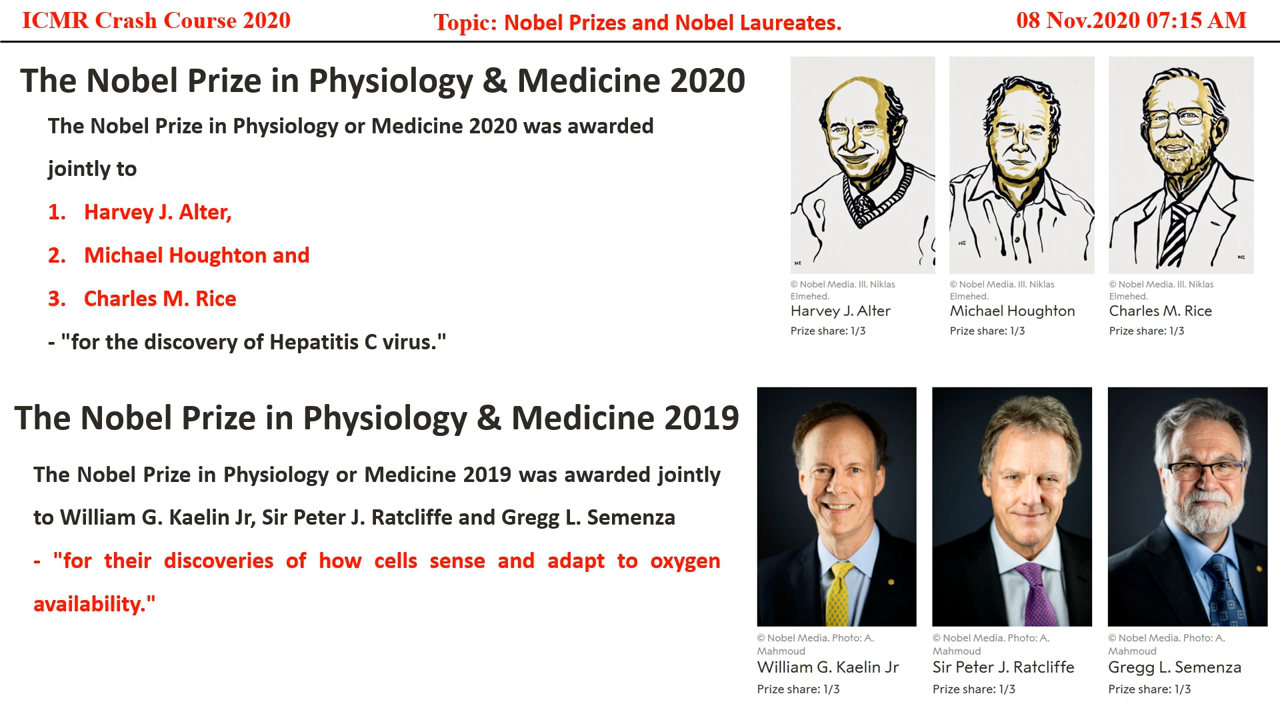 ICMR Crash Course 2020
Topic: Nobel Prizes and Nobel Laureates.
08 Nov.2020 07:15 AM
The Nobel Prize in Physiology & Medicine 2020
The Nobel Prize in Physiology or Medicine 2020 was awarded
jointly to
1. Harvey J. Alter,
2. Michael Houghton and
3. Charles M. Rice
- "for the discovery of Hepatitis C virus."
© Nobel Media. Ill. Niklas
Elmehed.
Harvey J. Alter
Prize share: 1/3
© Nobel Media. Ill. Niklas
Elmehed.
Michael Houghton
Prize share: 1/3
© Nobel Media. Ill. Niklas
Elmehed.
Charles M. Rice
Prize share: 1/3
The Nobel Prize in Physiology & Medicine 2019
The Nobel Prize in Physiology or Medicine 2019 was awarded jointly
to William G. Kaelin Jr, Sir Peter J. Ratcliffe and Gregg L. Semenza
- "for their discoveries of how cells sense and adapt to oxygen
availability."
© Nobel Media. Photo: A.
Mahmoud
William G. Kaelin Jr
Prize share: 1/3
© Nobel Media. Photo: A.
Mahmoud
Sir Peter J. Ratcliffe
Prize share: 1/3
© Nobel Media. Photo: A.
Mahmoud
Gregg L. Semenza
Prize share: 1/3